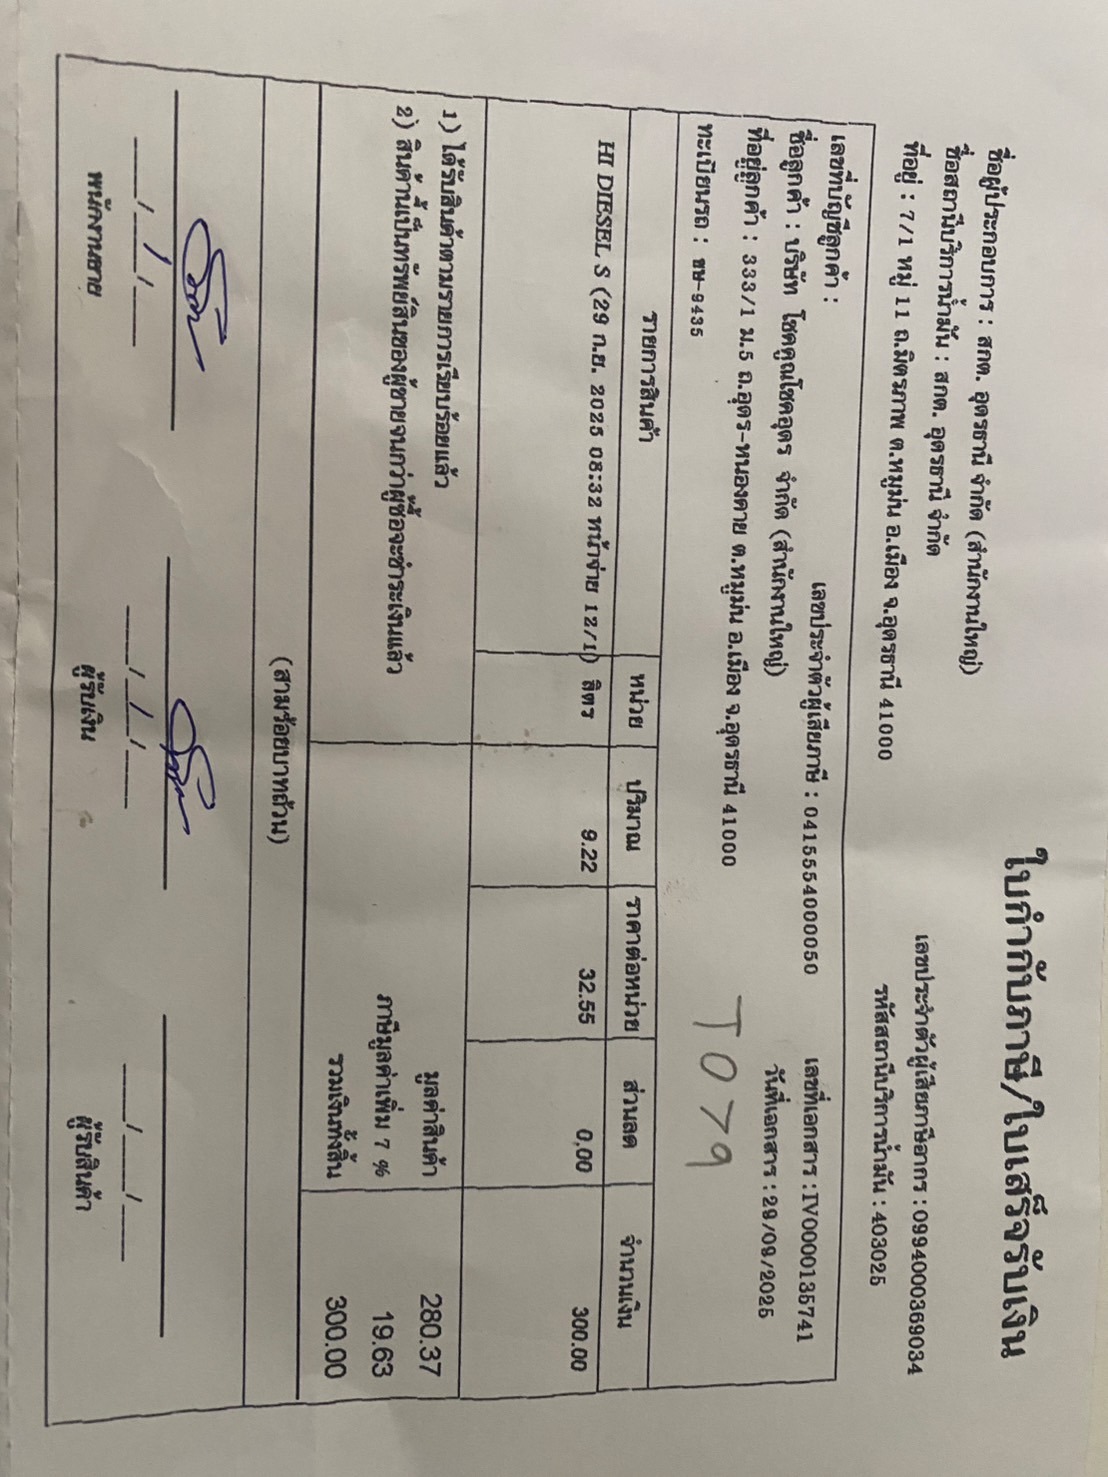 ใบกำกับภาษี/ใบเสร็จรับเงิน
ชื่อผู้ประกอบการ : สกต. อุดรธานี จำกัด (สำนักงานใหญ่)
เลขประจำตัวผู้เสียภาษีอากร : 0994000369034
ชื่อสถานีบริการน้ำมัน : สกต. อุดรธานี จำกัด
รหัสสถานีบริการน้ำมัน : 403025
ที่อยู่ : 7/1 หมู่ 11 ถ.มิตรภาพ ต.หมูม่น อ.เมือง จ.อุดรธานี 41000
เลขที่บัญชีลูกค้า :
เลขประจำตัวผู้เสียภาษี : 0415554000050
เลขที่เอกสาร : IV0000135741
ชื่อลูกค้า : บริษัท โชคคูณโชคอุดร จำกัด (สำนักงานใหญ่)
วันที่เอกสาร : 29/09/2025
ที่อยู่ลูกค้า : 333/1 ม.5 ถ.อุดร-หนองคาย ต.หมูม่น อ.เมือง จ.อุดรธานี 41000
ทะเบียนรถ : ขษ-9435
T079
รายการสินค้า หน่วย ปริมาณ ราคาต่อหน่วย ส่วนลด จำนวนเงิน
HI DIESEL S (29 ก.ย. 2025 08:32 หน้าจ่าย 12/1) ลิตร 9.22 32.55 0.00 300.00
1) ได้รับสินค้าตามรายการเรียบร้อยแล้ว
มูลค่าสินค้า 280.37
2) สินค้านี้เป็นทรัพย์สินของผู้ขายจนกว่าผู้ซื้อจะชำระเงินแล้ว
ภาษีมูลค่าเพิ่ม 7 % 19.63
รวมเงินทั้งสิ้น 300.00
(สามร้อยบาทถ้วน)
___/___/___ ___/___/___ ___/___/___
พนักงานขาย ผู้รับเงิน ผู้รับสินค้า